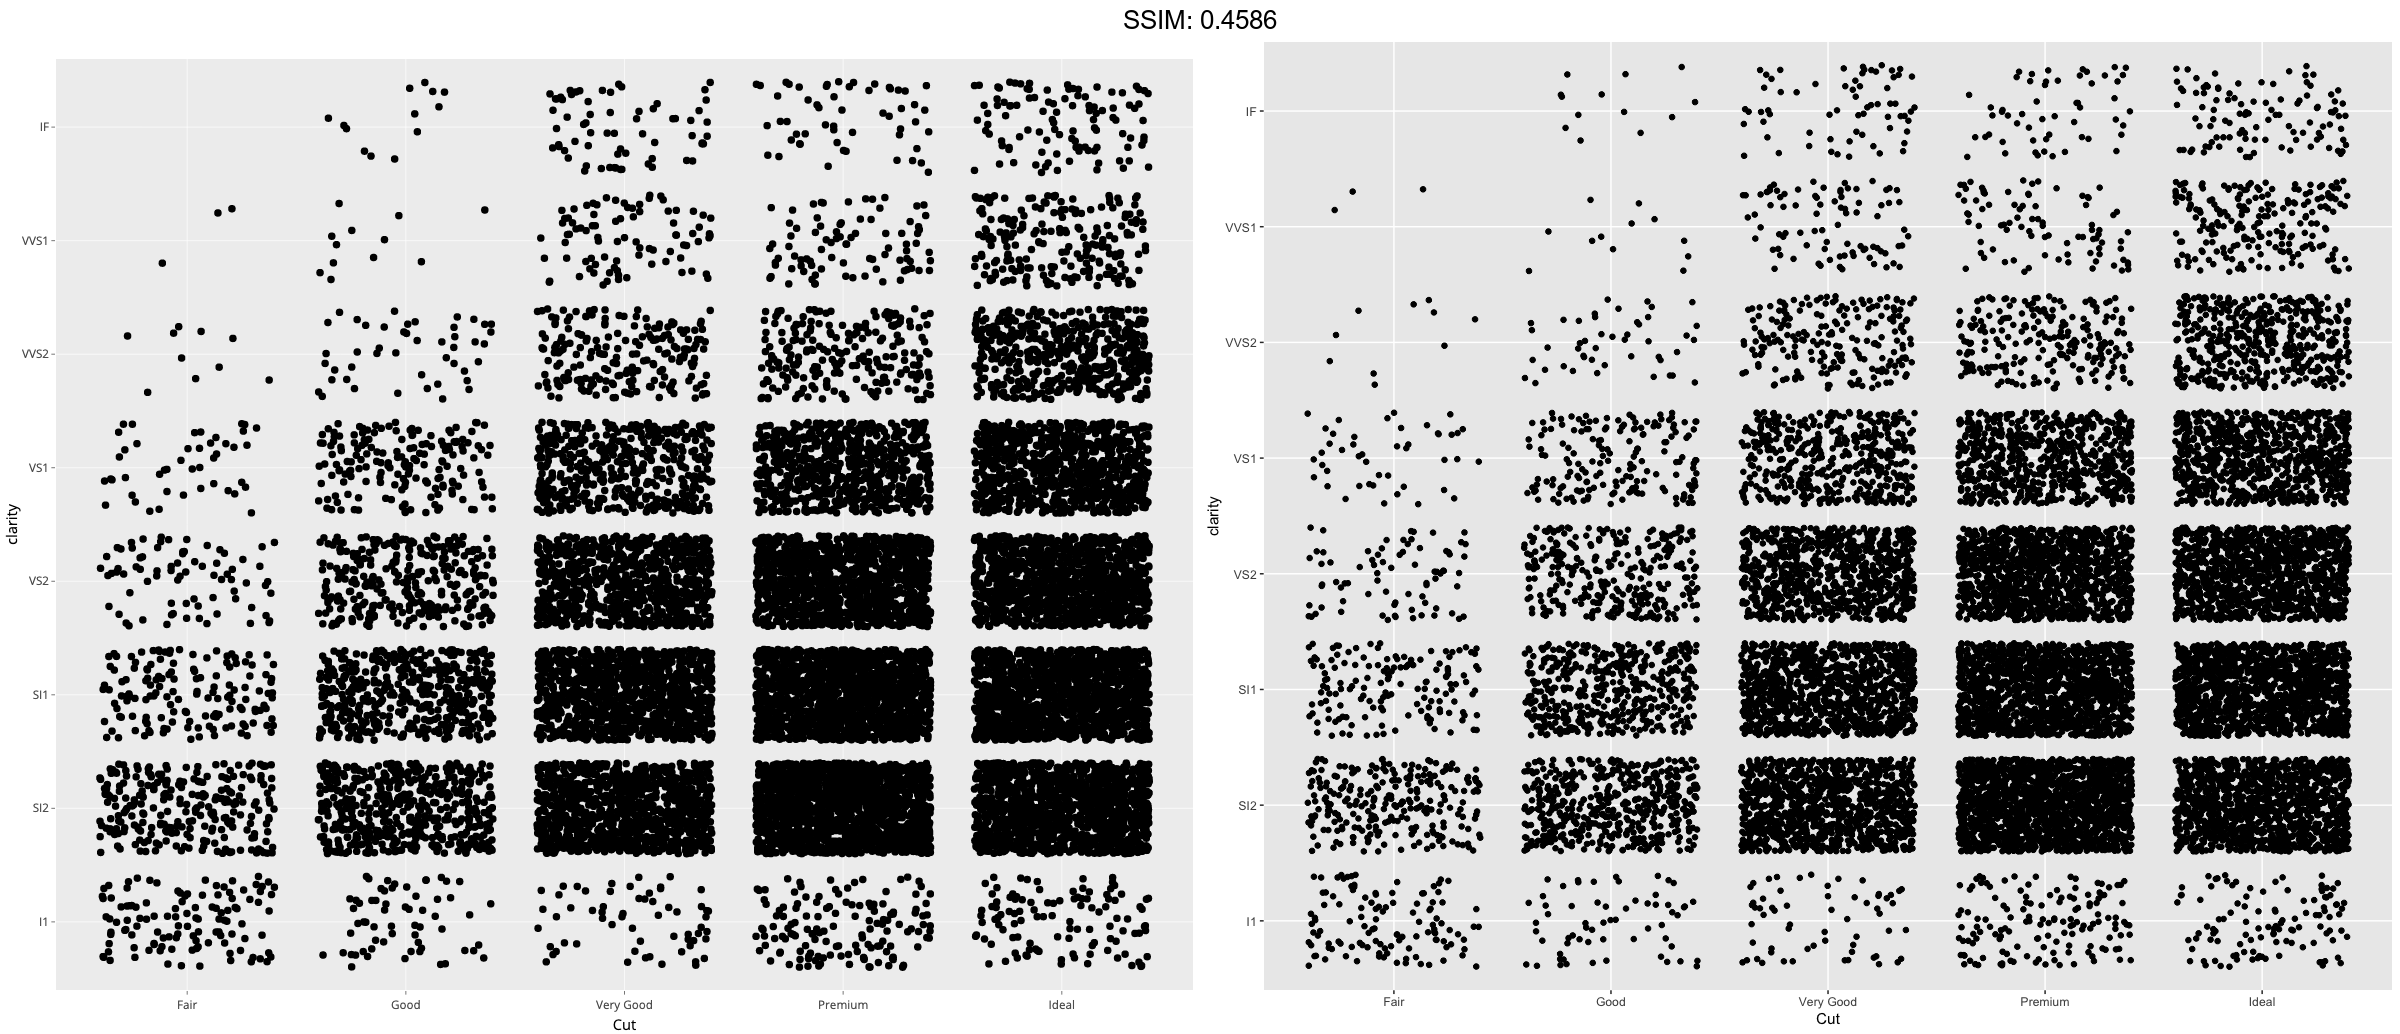 SSIM: 0.4586
clarity
IF
VVS1
VVS2
VS1
VS2
SI1
SI2
I1
Fair Good Very Good Premium Ideal
Cut
clarity
IF
VVS1
VVS2
VS1
VS2
SI1
SI2
I1
Fair Good Very Good Premium Ideal
Cut